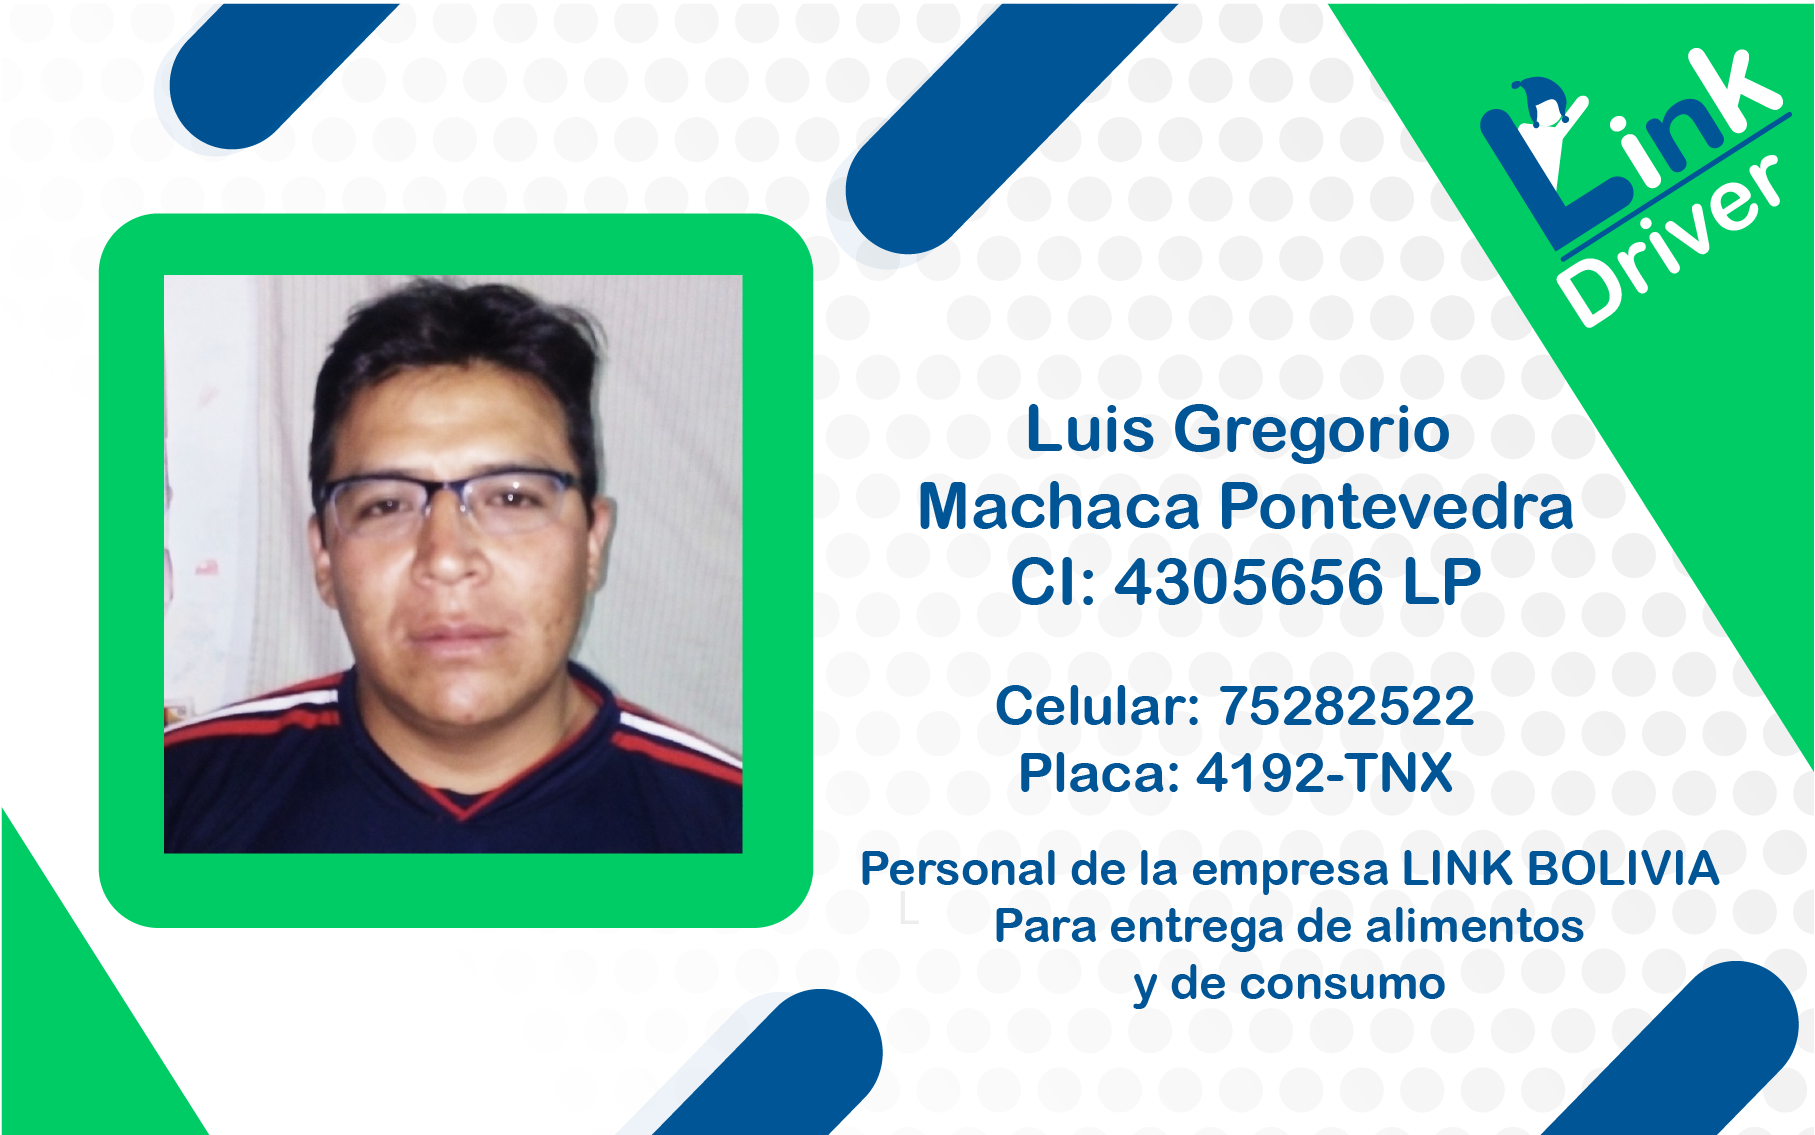 Link
Driver
Luis Gregorio
Machaca Pontevedra
CI: 4305656 LP
Celular: 75282522
Placa: 4192-TNX
Personal de la empresa LINK BOLIVIA
L
Para entrega de alimentos
y de consumo